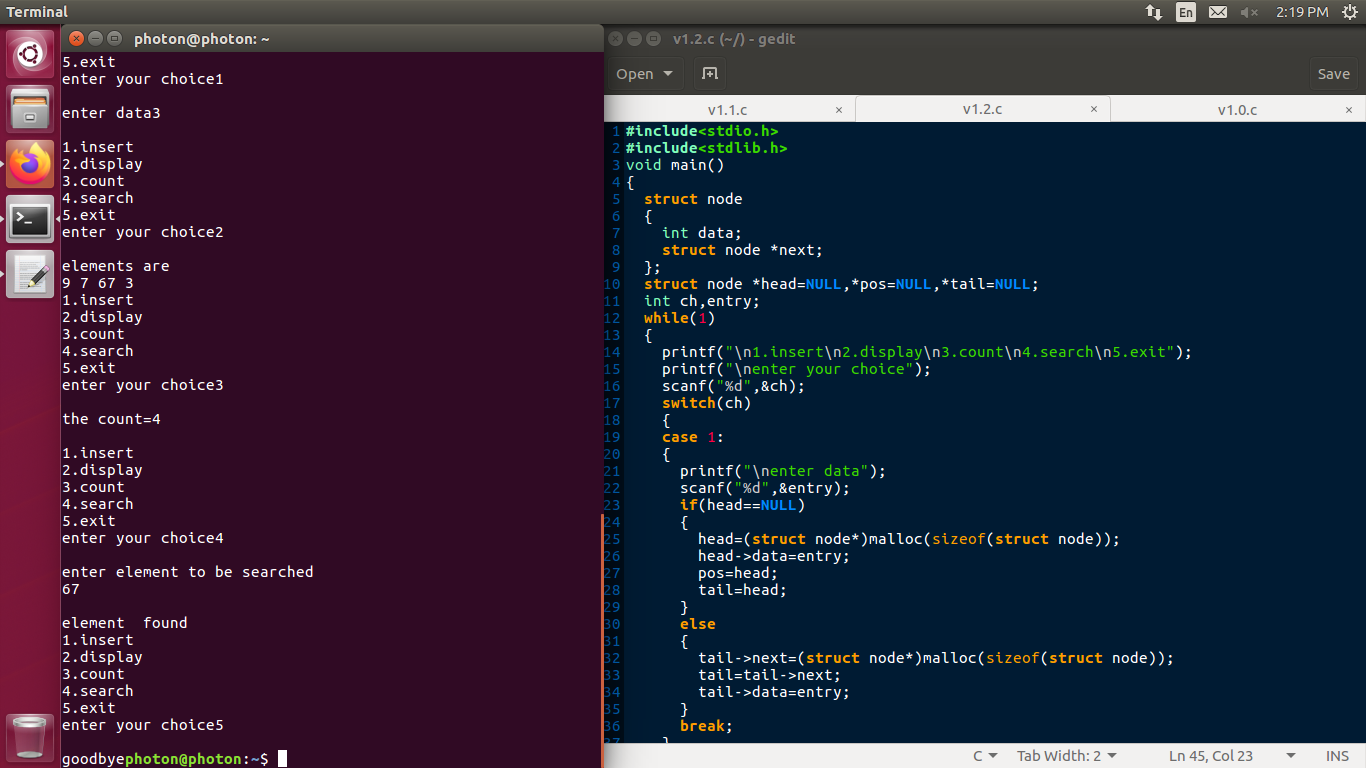 Terminal
En
2:19 PM
photon@photon: ~
5.exit
enter your choice1
enter data3
1.insert
2.display
3.count
4.search
5.exit
enter your choice2
elements are
9 7 67 3
1.insert
2.display
3.count
4.search
5.exit
enter your choice3
the count=4
1.insert
2.display
3.count
4.search
5.exit
enter your choice4
enter element to be searched
67
element  found
1.insert
2.display
3.count
4.search
5.exit
enter your choice5
goodbyephoton@photon:~$
v1.2.c (~/) - gedit
Open
Save
v1.1.c × v1.2.c × v1.0.c ×
1 #include<stdio.h>
2 #include<stdlib.h>
3 void main()
4 {
5   struct node
6   {
7     int data;
8     struct node *next;
9   };
10   struct node *head=NULL,*pos=NULL,*tail=NULL;
11   int ch,entry;
12   while(1)
13   {
14     printf("\n1.insert\n2.display\n3.count\n4.search\n5.exit");
15     printf("\nenter your choice");
16     scanf("%d",&ch);
17     switch(ch)
18     {
19     case 1:
20     {
21       printf("\nenter data");
22       scanf("%d",&entry);
23       if(head==NULL)
24       {
25         head=(struct node*)malloc(sizeof(struct node));
26         head->data=entry;
27         pos=head;
28         tail=head;
29       }
30       else
31       {
32         tail->next=(struct node*)malloc(sizeof(struct node));
33         tail=tail->next;
34         tail->data=entry;
35       }
36       break;
37     }
C Tab Width: 2 Ln 45, Col 23 INS